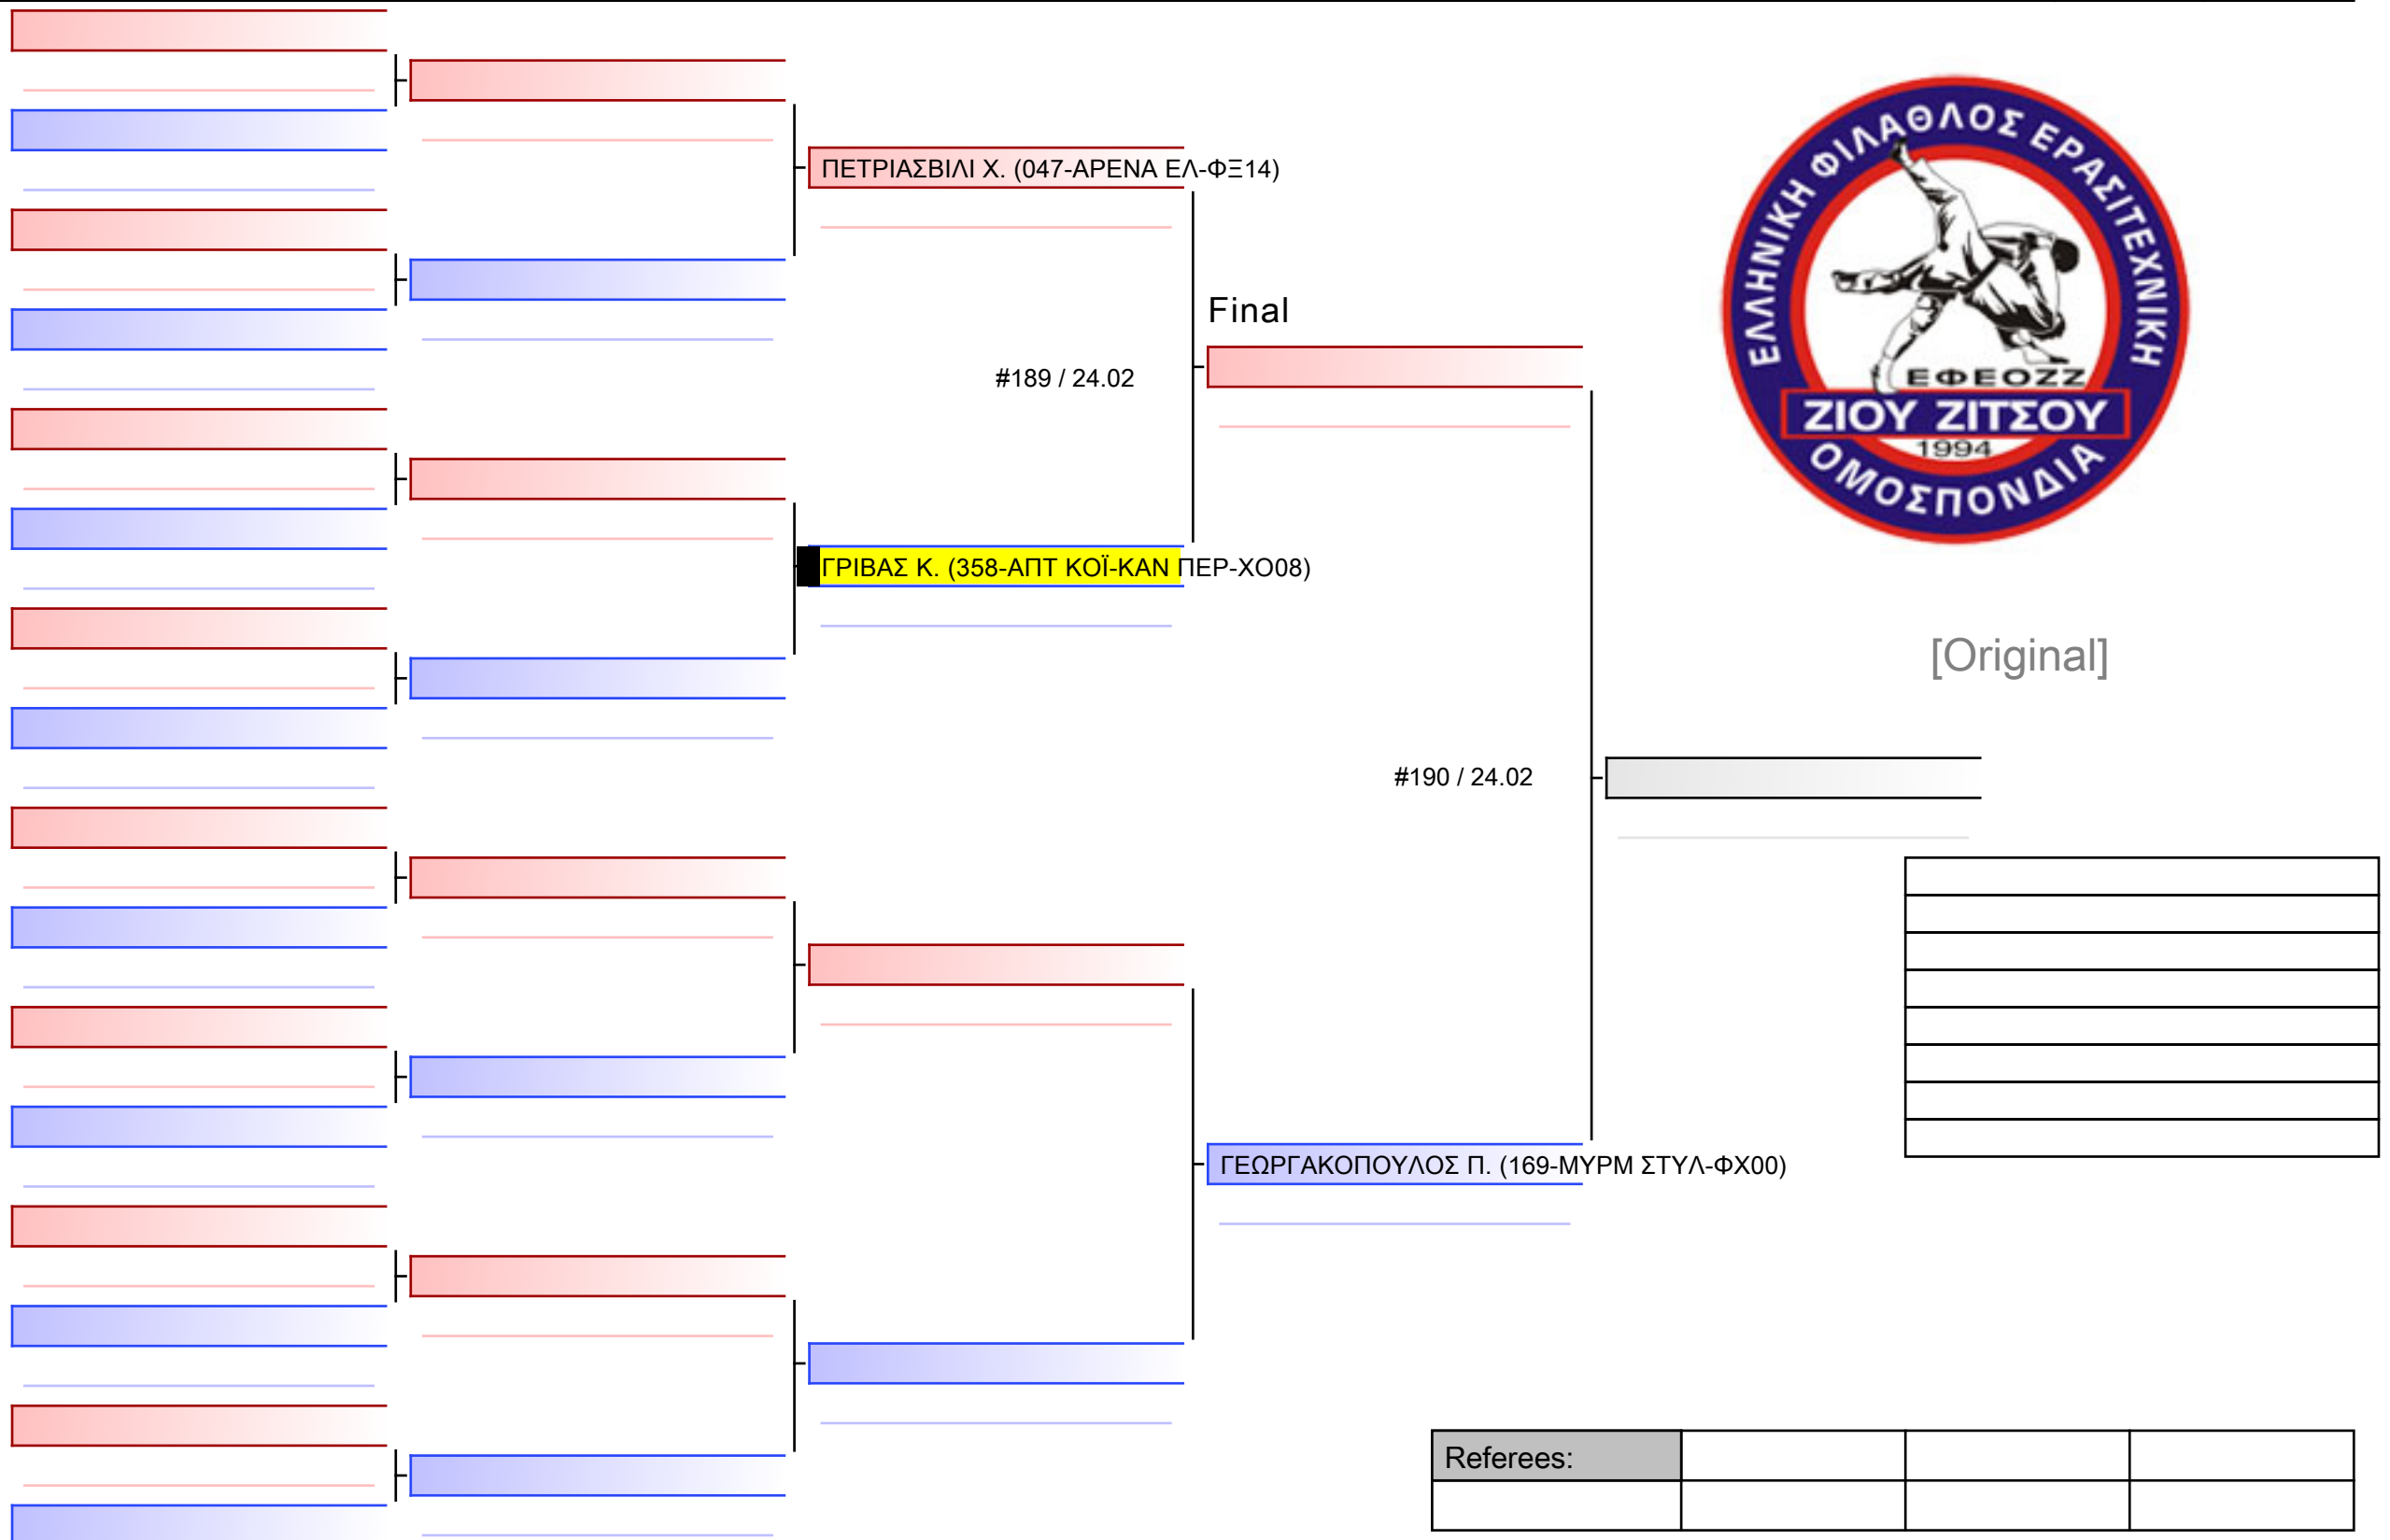 ΠΕΤΡΙΑΣΒΙΛΙ Χ. (047-ΑΡΕΝΑ ΕΛ-ΦΞ14)
Final
#189 / 24.02
ΓΡΙΒΑΣ Κ. (358-ΑΠΤ ΚΟΪ-ΚΑΝ ΠΕΡ-ΧΟ08)
#190 / 24.02
ΓΕΩΡΓΑΚΟΠΟΥΛΟΣ Π. (169-ΜΥΡΜ ΣΤΥΛ-ΦΧ00)
ΕΛΛΗΝΙΚΗ ΦΙΛΑΘΛΟΣ ΕΡΑΣΙΤΕΧΝΙΚΗ
ΕΦΕΟΖΖ
ΖΙΟΥ ΖΙΤΣΟΥ
1994
ΟΜΟΣΠΟΝΔΙΑ
[Original]
Referees: